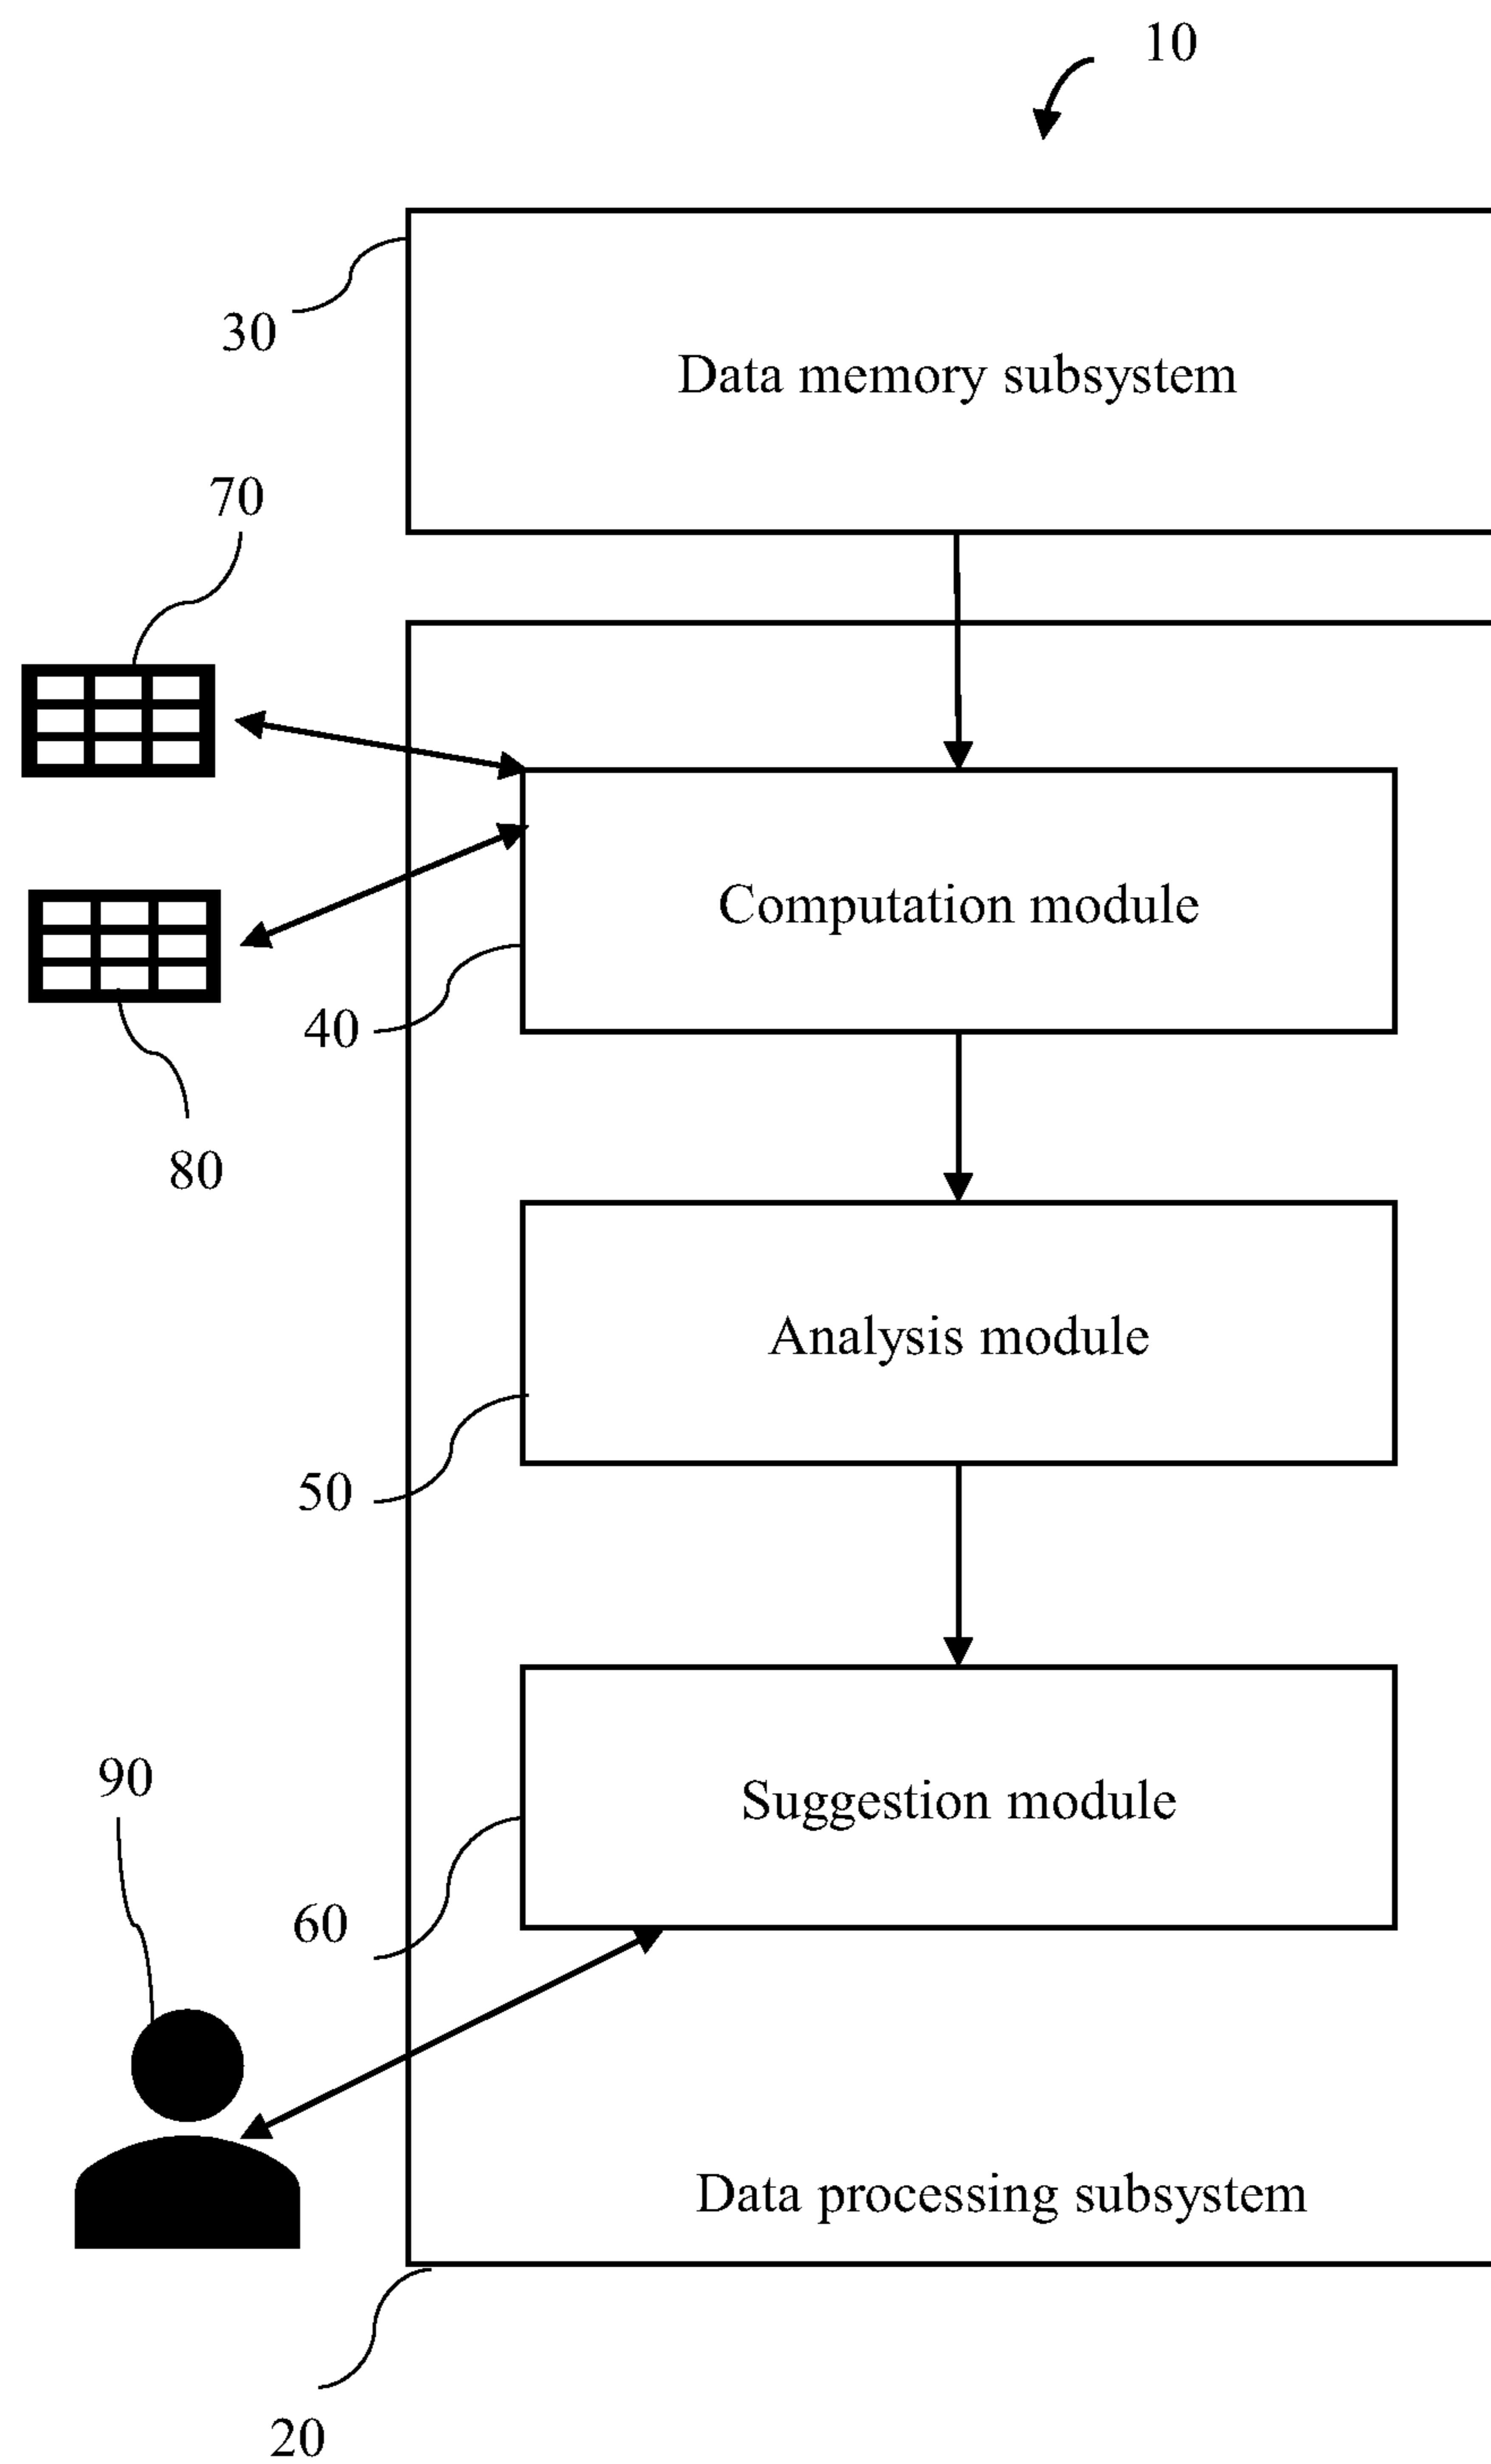 10
30
Data memory subsystem
70
Computation module
40
80
Analysis module
50
90
Suggestion module
60
Data processing subsystem
20